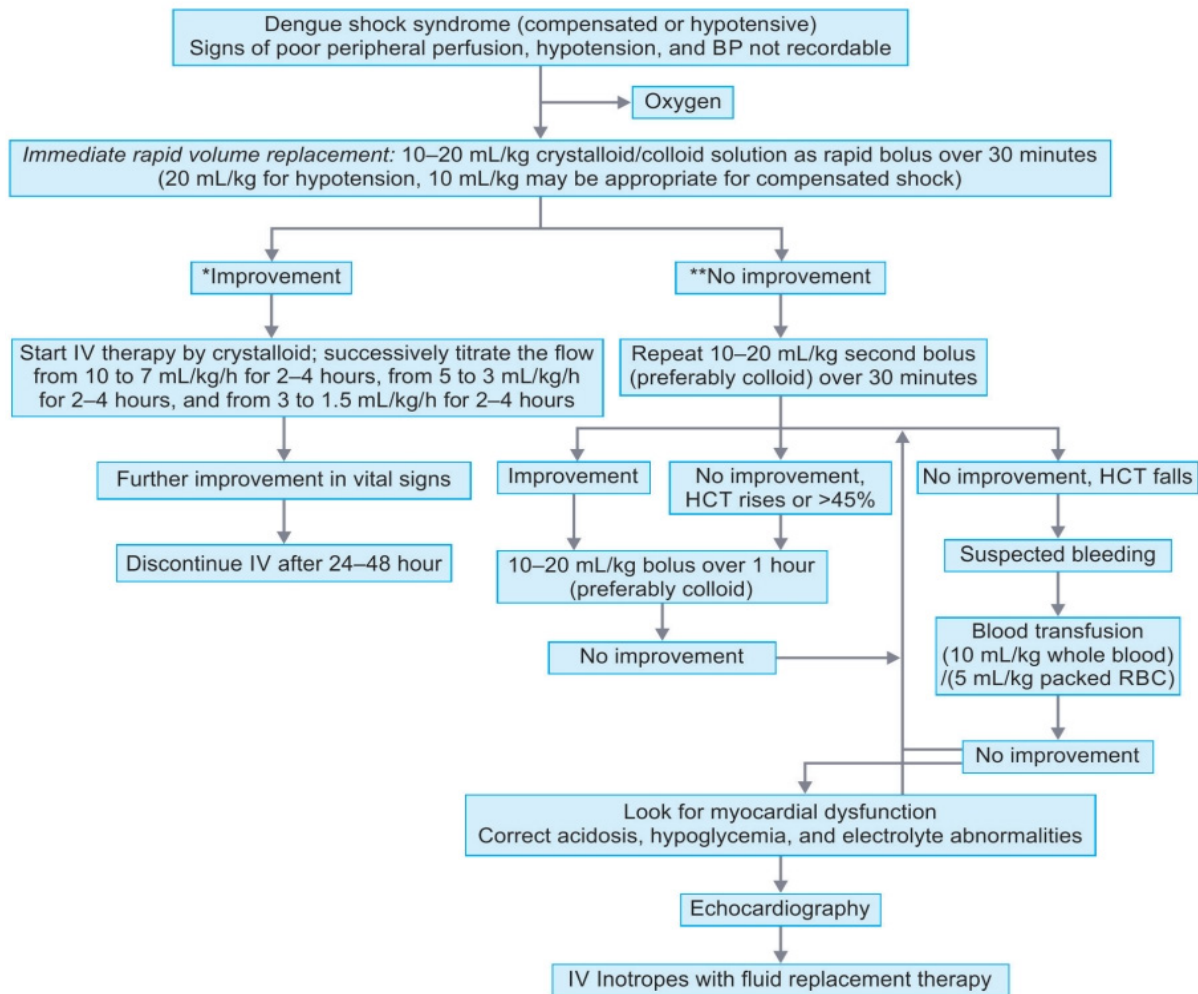 Dengue shock syndrome (compensated or hypotensive)
Signs of poor peripheral perfusion, hypotension, and BP not recordable
Oxygen
Immediate rapid volume replacement: 10–20 mL/kg crystalloid/colloid solution as rapid bolus over 30 minutes
(20 mL/kg for hypotension, 10 mL/kg may be appropriate for compensated shock)
*Improvement
**No improvement
Start IV therapy by crystalloid; successively titrate the flow
from 10 to 7 mL/kg/h for 2–4 hours, from 5 to 3 mL/kg/h
for 2–4 hours, and from 3 to 1.5 mL/kg/h for 2–4 hours
Repeat 10–20 mL/kg second bolus
(preferably colloid) over 30 minutes
Further improvement in vital signs
Discontinue IV after 24–48 hour
Improvement
No improvement,
HCT rises or >45%
No improvement, HCT falls
10–20 mL/kg bolus over 1 hour
(preferably colloid)
No improvement
Suspected bleeding
Blood transfusion
(10 mL/kg whole blood)
/(5 mL/kg packed RBC)
No improvement
Look for myocardial dysfunction
Correct acidosis, hypoglycemia, and electrolyte abnormalities
Echocardiography
IV Inotropes with fluid replacement therapy